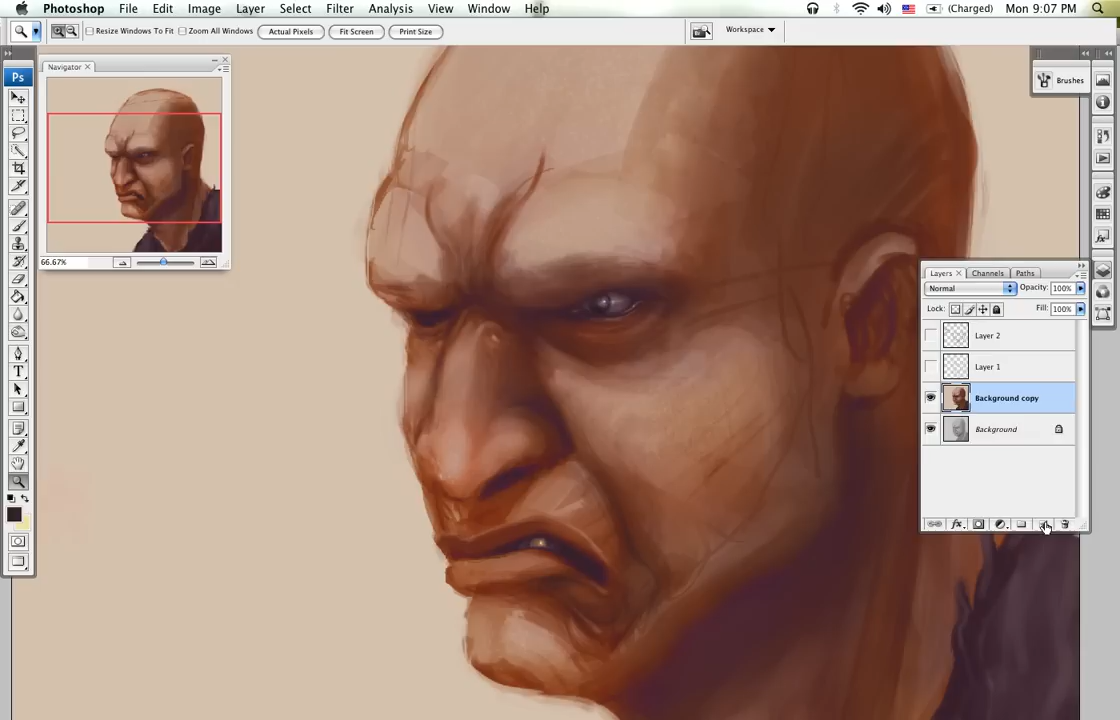 Photoshop File Edit Image Layer Select Filter Analysis View Window Help (Charged) Mon 9:07 PM
Resize Windows To Fit Zoom All Windows Actual Pixels Fit Screen Print Size Workspace
Navigator
Ps
Brushes
66.67%
Layers Channels Paths
Normal Opacity: 100%
Lock: Fill: 100%
Layer 2
Layer 1
Background copy
Background
T
fx